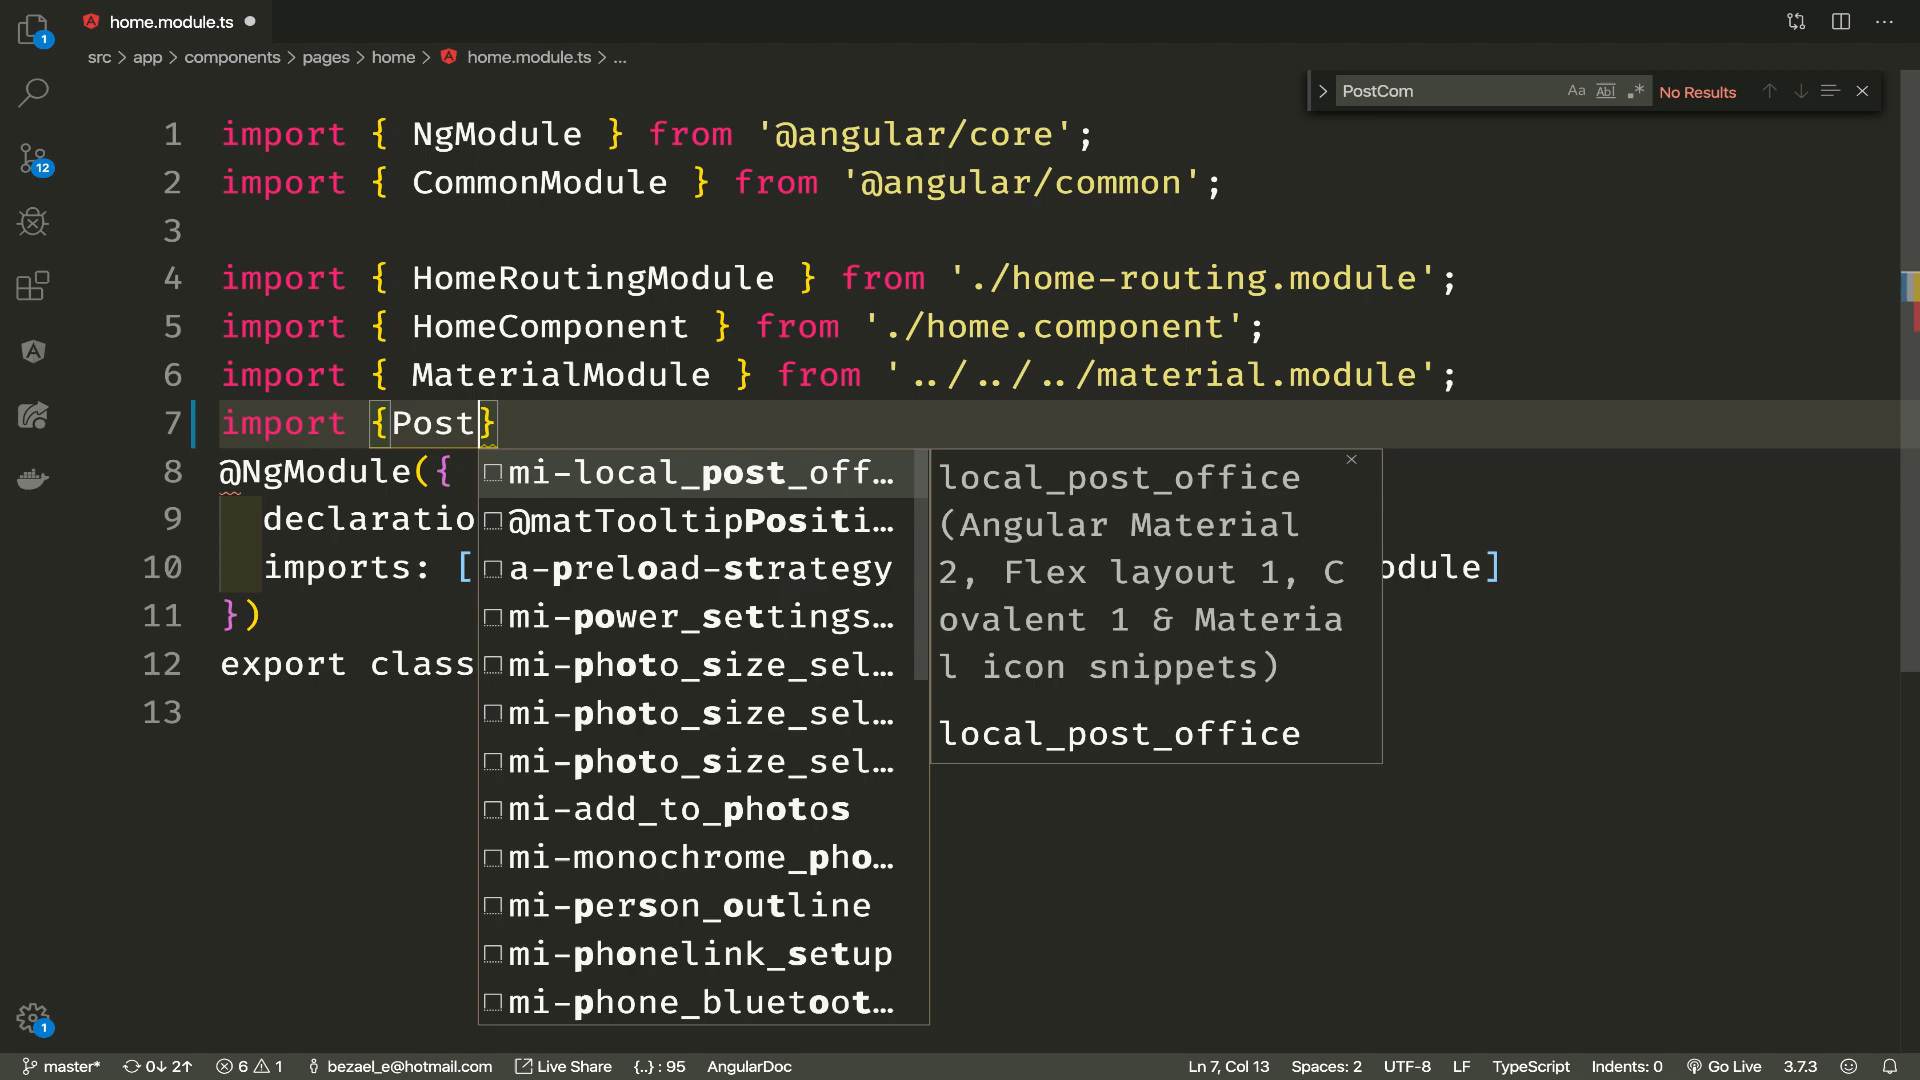 home.module.ts
src > app > components > pages > home > home.module.ts > ...
PostCom Aa Abl .* No Results
1 import { NgModule } from '@angular/core';
2 import { CommonModule } from '@angular/common';
3
4 import { HomeRoutingModule } from './home-routing.module';
5 import { HomeComponent } from './home.component';
6 import { MaterialModule } from '../../../material.module';
7 import {Post}
8 @NgModule({
9 declaratio
10 imports: [ odule]
11 })
12 export class
13
mi-local_post_off...
@matTooltipPositi...
a-preload-strategy
mi-power_settings...
mi-photo_size_sel...
mi-photo_size_sel...
mi-photo_size_sel...
mi-add_to_photos
mi-monochrome_pho...
mi-person_outline
mi-phonelink_setup
mi-phone_bluetoot...
local_post_office
(Angular Material
2, Flex layout 1, C
ovalent 1 & Materia
l icon snippets)
local_post_office
1
12
1
master* 0↓ 2↑ 6 1 bezael_e@hotmail.com Live Share {..} : 95 AngularDoc Ln 7, Col 13 Spaces: 2 UTF-8 LF TypeScript Indents: 0 Go Live 3.7.3